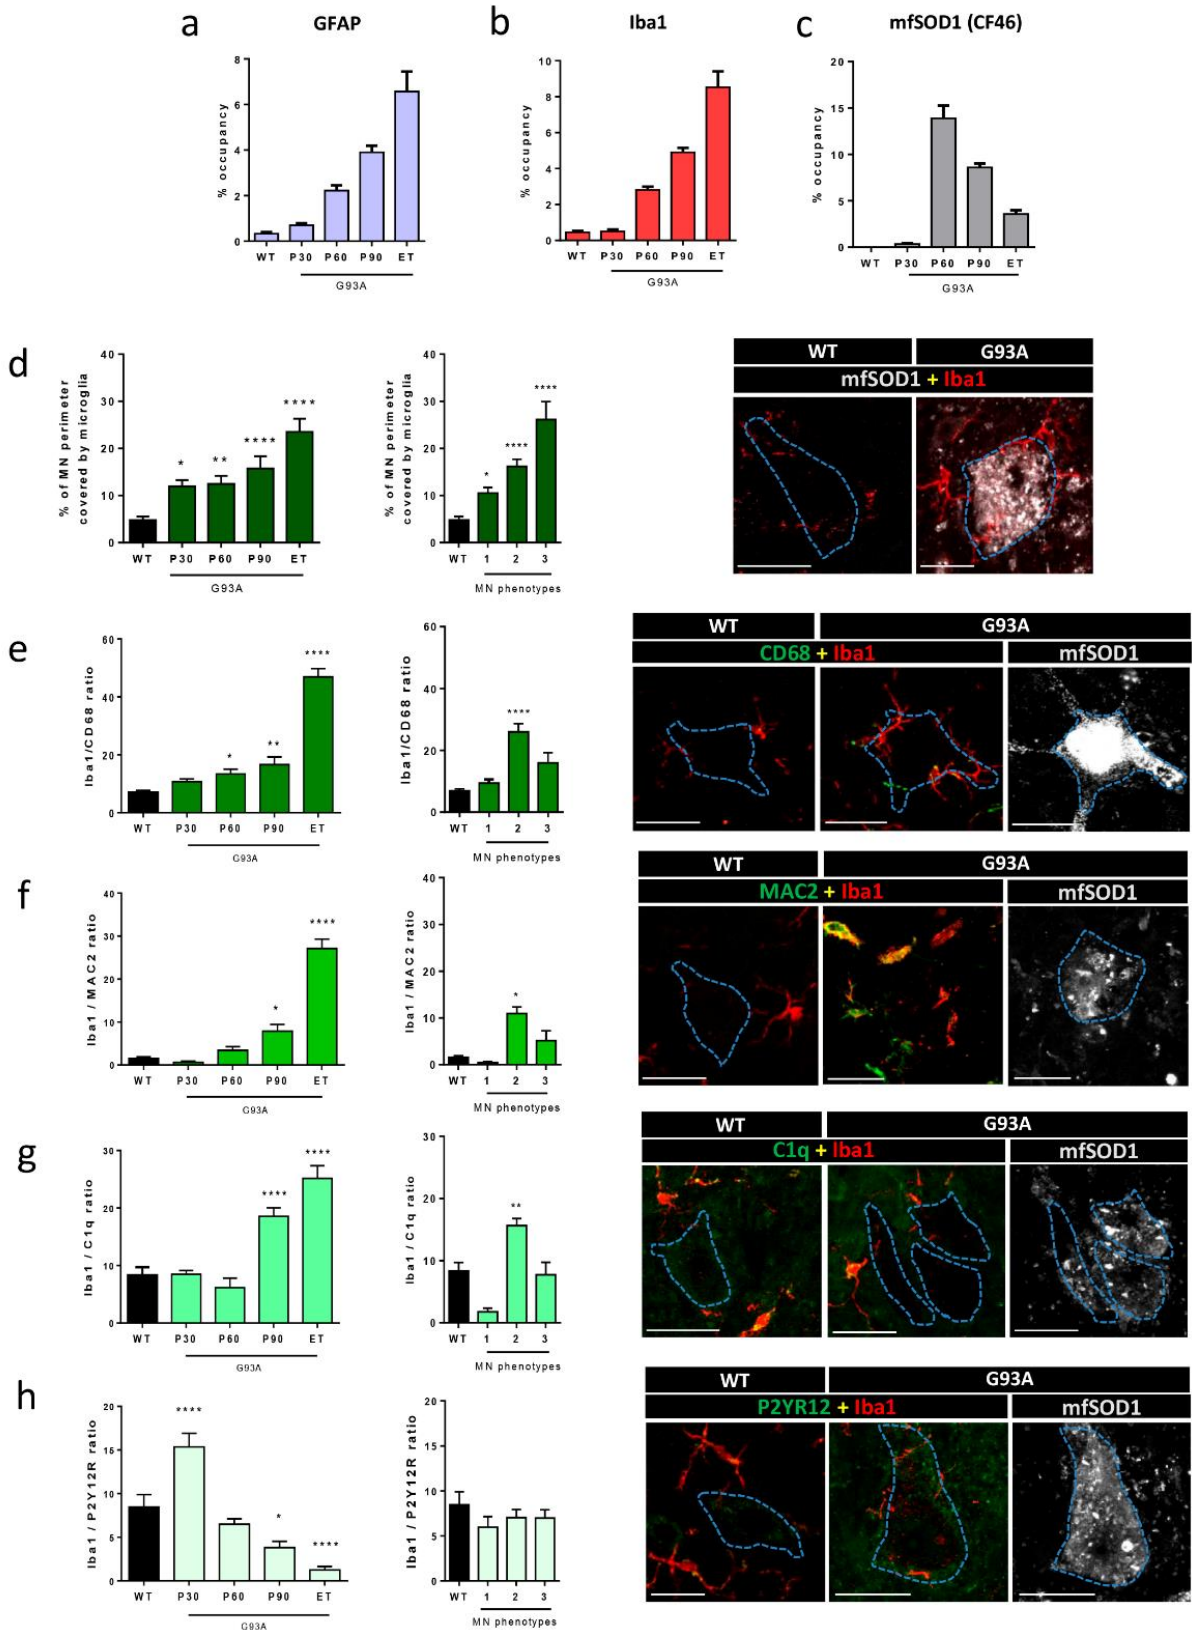 a GFAP
% occupancy
8
6
4
2
0
WT P30 P60 P90 ET
G93A
b Iba1
% occupancy
10
8
6
4
2
0
WT P30 P60 P90 ET
G93A
c mfSOD1 (CF46)
% occupancy
20
15
10
5
0
WT P30 P60 P90 ET
G93A
d
% of MN perimeter
covered by microglia
40
30
20
10
0
* ** **** ****
WT P30 P60 P90 ET
G93A
% of MN perimeter
covered by microglia
40
30
20
10
0
* **** ****
WT 1 2 3
MN phenotypes
WT G93A
mfSOD1 + Iba1
e
Iba1/CD68 ratio
60
40
20
0
* ** ****
WT P30 P60 P90 ET
G93A
Iba1/CD68 ratio
60
40
20
0
****
WT 1 2 3
MN phenotypes
WT G93A
CD68 + Iba1 mfSOD1
f
Iba1 / MAC2 ratio
40
30
20
10
0
* ****
WT P30 P60 P90 ET
G93A
Iba1 / MAC2 ratio
40
30
20
10
0
*
WT 1 2 3
MN phenotypes
WT G93A
MAC2 + Iba1 mfSOD1
g
Iba1 / C1q ratio
30
20
10
0
**** ****
WT P30 P60 P90 ET
G93A
Iba1 / C1q ratio
30
20
10
0
**
WT 1 2 3
MN phenotypes
WT G93A
C1q + Iba1 mfSOD1
h
Iba1 / P2Y12R ratio
20
15
10
5
0
**** * ****
WT P30 P60 P90 ET
G93A
Iba1 / P2Y12R ratio
20
15
10
5
0
WT 1 2 3
MN phenotypes
WT G93A
P2YR12 + Iba1 mfSOD1